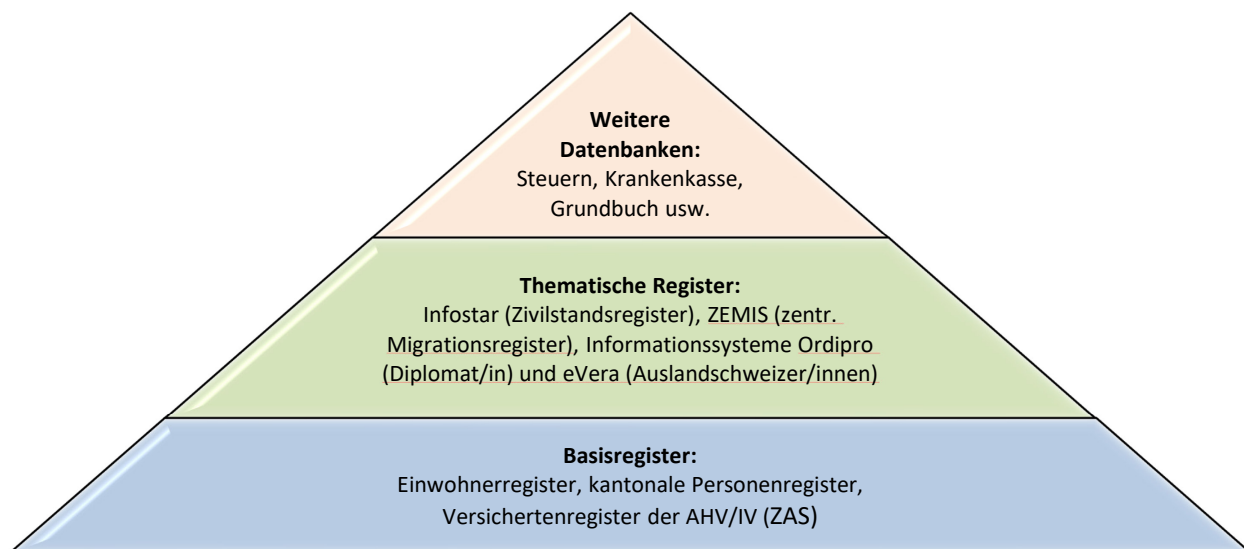 Weitere
Datenbanken:
Steuern, Krankenkasse,
Grundbuch usw.
Thematische Register:
Infostar (Zivilstandsregister), ZEMIS (zentr.
Migrationsregister), Informationssysteme Ordipro
(Diplomat/in) und eVera (Auslandschweizer/innen)
Basisregister:
Einwohnerregister, kantonale Personenregister,
Versichertenregister der AHV/IV (ZAS)